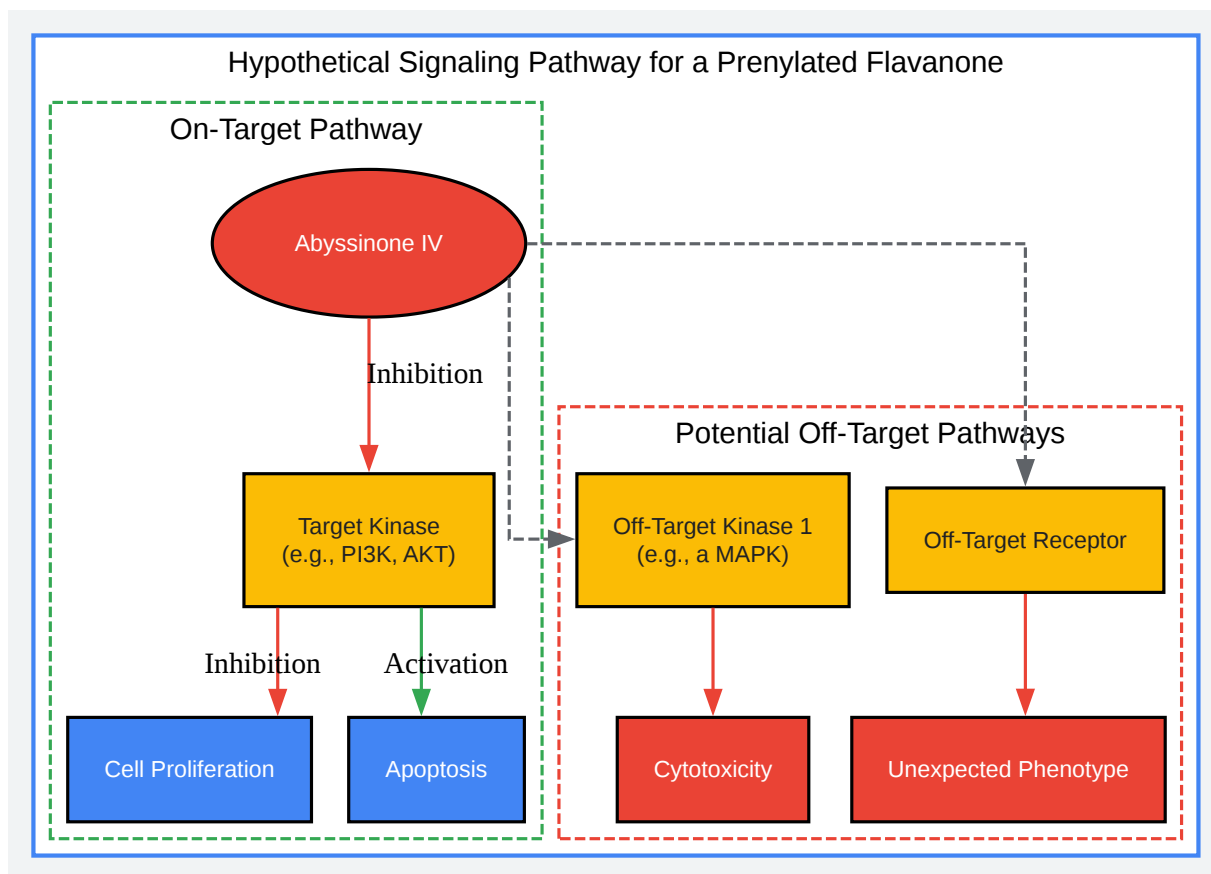 Hypothetical Signaling Pathway for a Prenylated Flavanone
On-Target Pathway
Abyssinone IV
Inhibition
Potential Off-Target Pathways
Target Kinase
(e.g., PI3K, AKT)
Off-Target Kinase 1
(e.g., a MAPK)
Off-Target Receptor
Inhibition
Activation
Cell Proliferation
Apoptosis
Cytotoxicity
Unexpected Phenotype